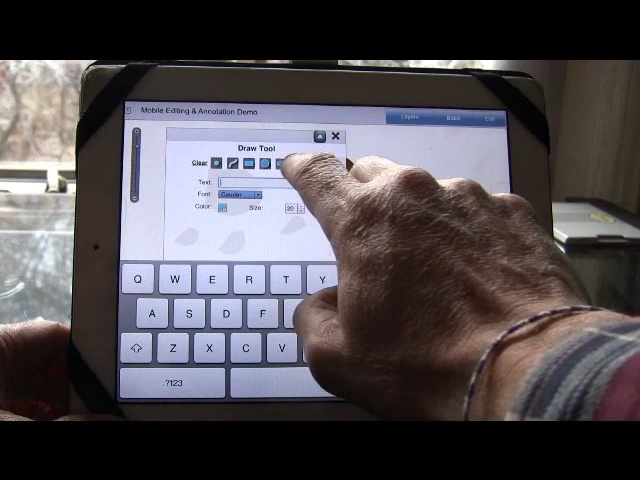 Mobile Editing & Annotation Demo
Layers Basic Edit
Draw Tool
Clear
Text:
Font: Courier
Color: Size: 20
Q W E R T Y
A S D F
Z X C V
.?123